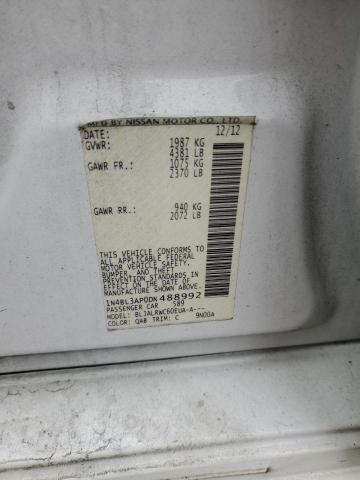 MFG BY NISSAN MOTOR CO., LTD.
DATE: 12/12
GVWR: 1987 KG
4381 LB
GAWR FR.: 1075 KG
2370 LB
GAWR RR.: 940 KG
2072 LB
THIS VEHICLE CONFORMS TO
ALL APPLICABLE FEDERAL
MOTOR VEHICLE SAFETY,
BUMPER, AND THEFT
PREVENTION STANDARDS
IN EFFECT ON THE DATE OF
MANUFACTURE SHOWN ABOVE.
1N4BL3AP0DN488992
PASSENGER CAR 589
MODEL: BLJALRWC60EUA-A---
COLOR: QAB TRIM: C 9N00A